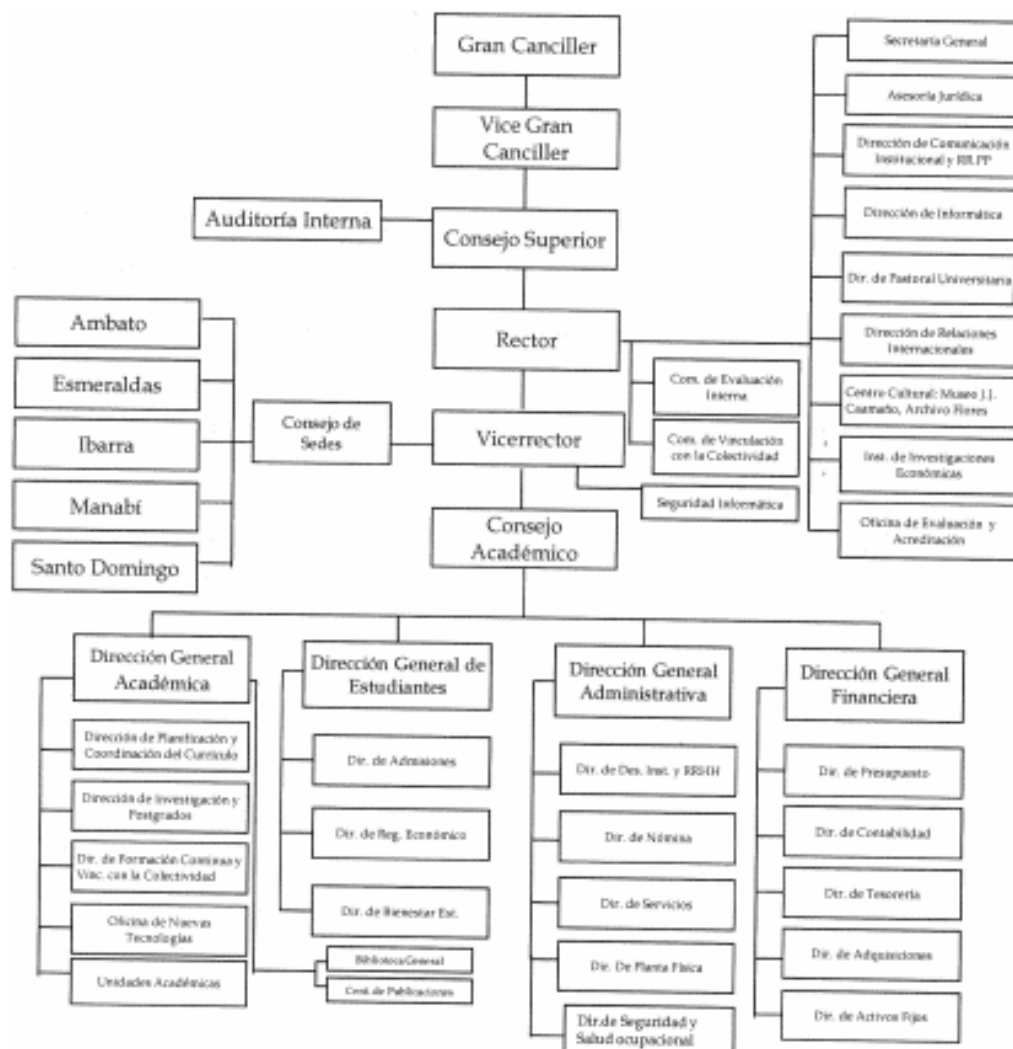 Gran Canciller
Vice Gran
Canciller
Auditoría Interna
Consejo Superior
Rector
Vicerrector
Consejo
Académico
Consejo de
Sedes
Ambato
Esmeraldas
Ibarra
Manabí
Santo Domingo
Com. de Evaluación
Interna
Com. de Vinculación
con la Colectividad
Seguridad Informática
Secretaría General
Asesoría Jurídica
Dirección de Comunicación
Institucional y RR.PP
Dirección de Informática
Dir. de Pastoral Universitaria
Dirección de Relaciones
Internacionales
Centro Cultural: Museo J.J.
Caamaño, Archivo Flores
Inst. de Investigaciones
Económicas
Oficina de Evaluación y
Acreditación
Dirección General
Académica
Dirección de Planificación y
Coordinación del Currículo
Dirección de Investigación y
Postgrados
Dir. de Formación Continua y
Vinc. con la Colectividad
Oficina de Nuevas
Tecnologías
Unidades Académicas
Dirección General de
Estudiantes
Dir. de Admisiones
Dir. de Reg. Económico
Dir. de Bienestar Est.
Biblioteca General
Cent. de Publicaciones
Dirección General
Administrativa
Dir. de Des. Inst. y RRHH
Dir. de Nómina
Dir. de Servicios
Dir. De Planta Física
Dir.de Seguridad y
Salud ocupacional
Dirección General
Financiera
Dir. de Presupuesto
Dir. de Contabilidad
Dir. de Tesorería
Dir. de Adquisiciones
Dir. de Activos Fijos